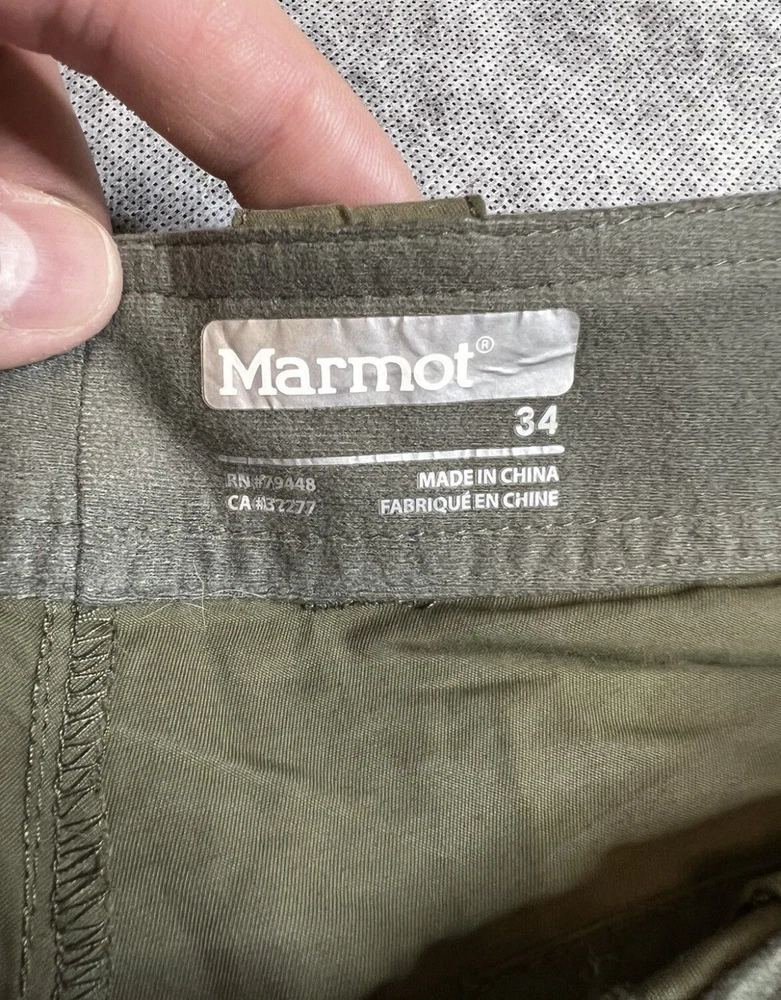 Marmot®
34
RN #79448
CA #37277
MADE IN CHINA
FABRIQUÉ EN CHINE